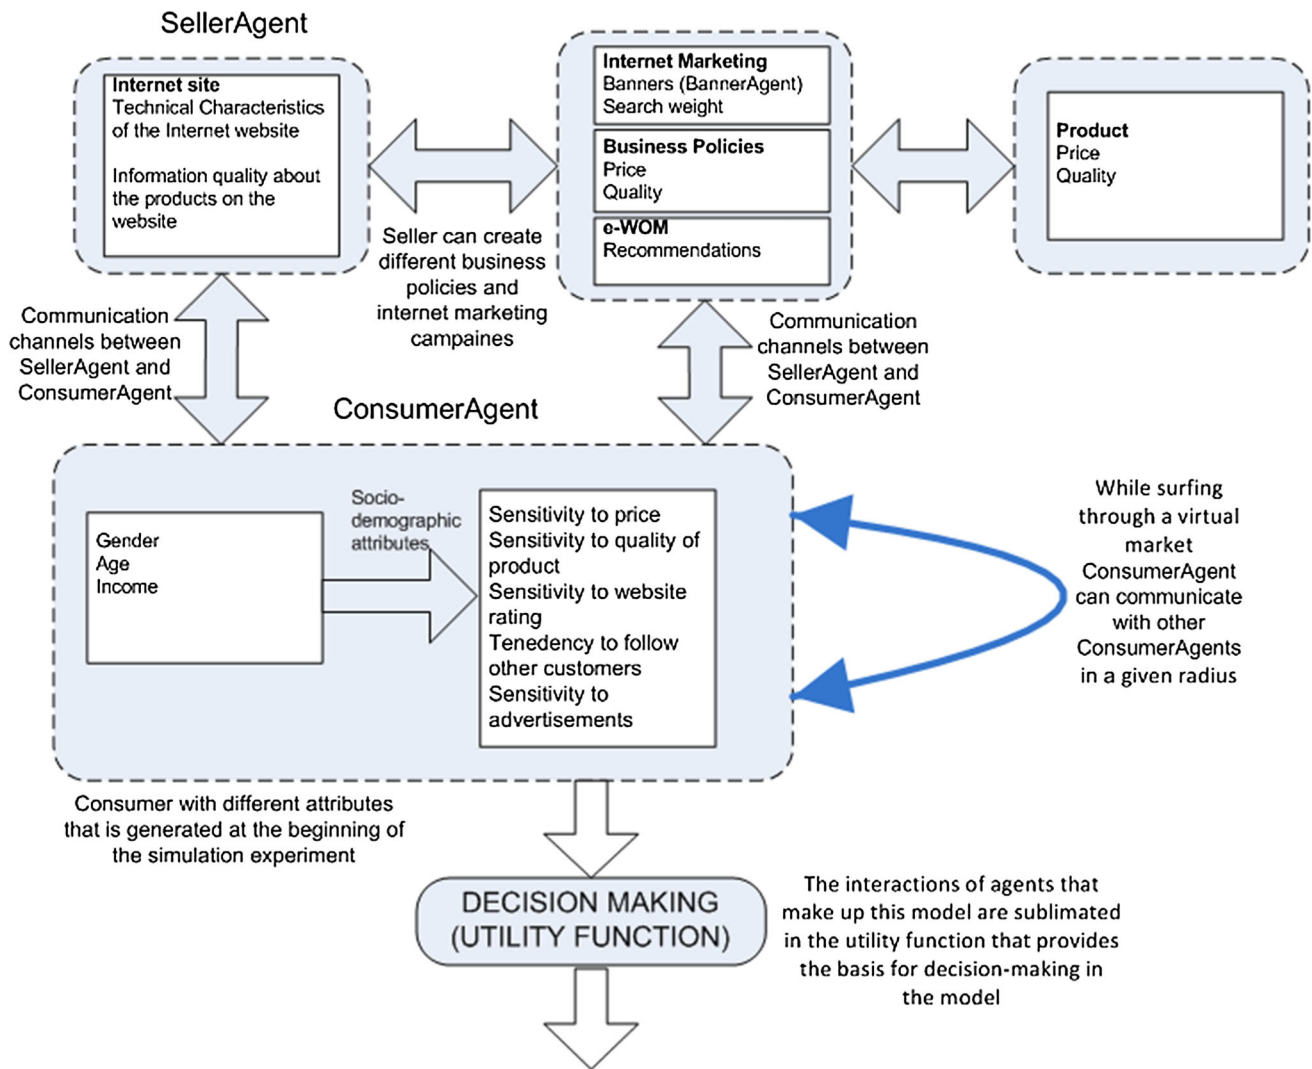 SellerAgent
Internet site
Technical Characteristics
of the Internet website
Information quality about
the products on the
website
Internet Marketing
Banners (BannerAgent)
Search weight
Business Policies
Price
Quality
e-WOM
Recommendations
Product
Price
Quality
Seller can create
different business
policies and
internet marketing
campaines
Communication
channels between
SellerAgent and
ConsumerAgent
Communication
channels between
SellerAgent and
ConsumerAgent
ConsumerAgent
Gender
Age
Income
Socio-
demographic
attributes
Sensitivity to price
Sensitivity to quality of
product
Sensitivity to website
rating
Tenedency to follow
other customers
Sensitivity to
advertisements
While surfing
through a virtual
market
ConsumerAgent
can communicate
with other
ConsumerAgents
in a given radius
Consumer with different attributes
that is generated at the beginning of
the simulation experiment
DECISION MAKING
(UTILITY FUNCTION)
The interactions of agents that
make up this model are sublimated
in the utility function that provides
the basis for decision-making in
the model